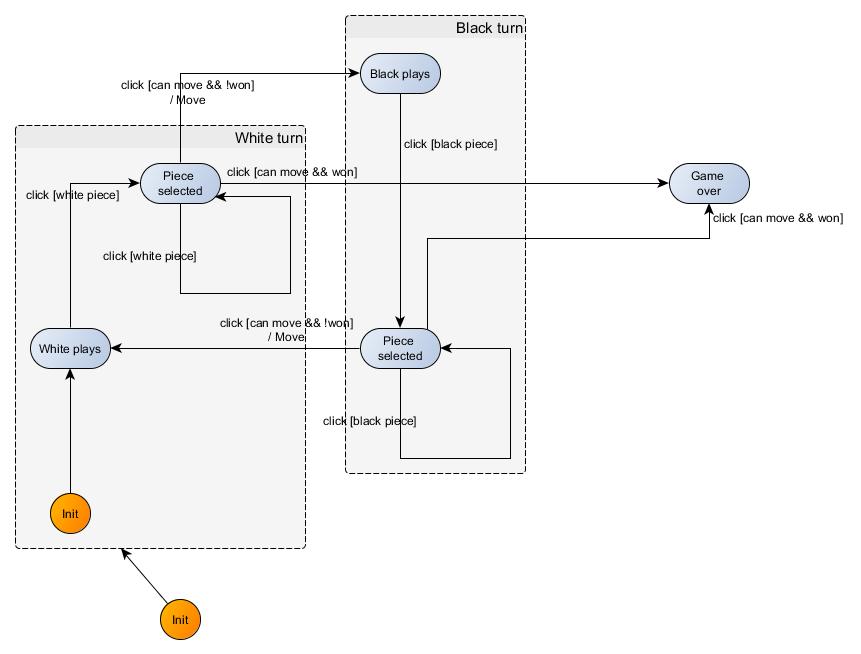 Black turn
Black plays
click [can move && !won]
/ Move
White turn
click [black piece]
Piece
selected
click [can move && won]
Game
over
click [white piece]
click [can move && won]
click [white piece]
click [can move && !won]
/ Move
White plays
Piece
selected
click [black piece]
Init
Init